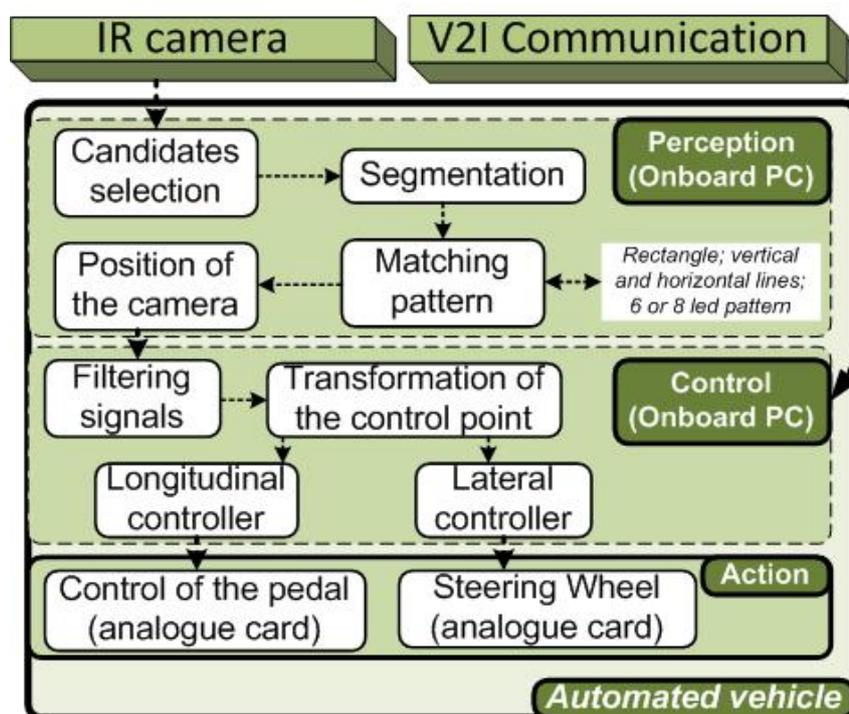 IR camera
V2I Communication
Candidates
selection
Segmentation
Perception
(Onboard PC)
Position of
the camera
Matching
pattern
Rectangle; vertical
and horizontal lines;
6 or 8 led pattern
Filtering
signals
Transformation of
the control point
Control
(Onboard PC)
Longitudinal
controller
Lateral
controller
Control of the pedal
(analogue card)
Steering Wheel
(analogue card)
Action
Automated vehicle